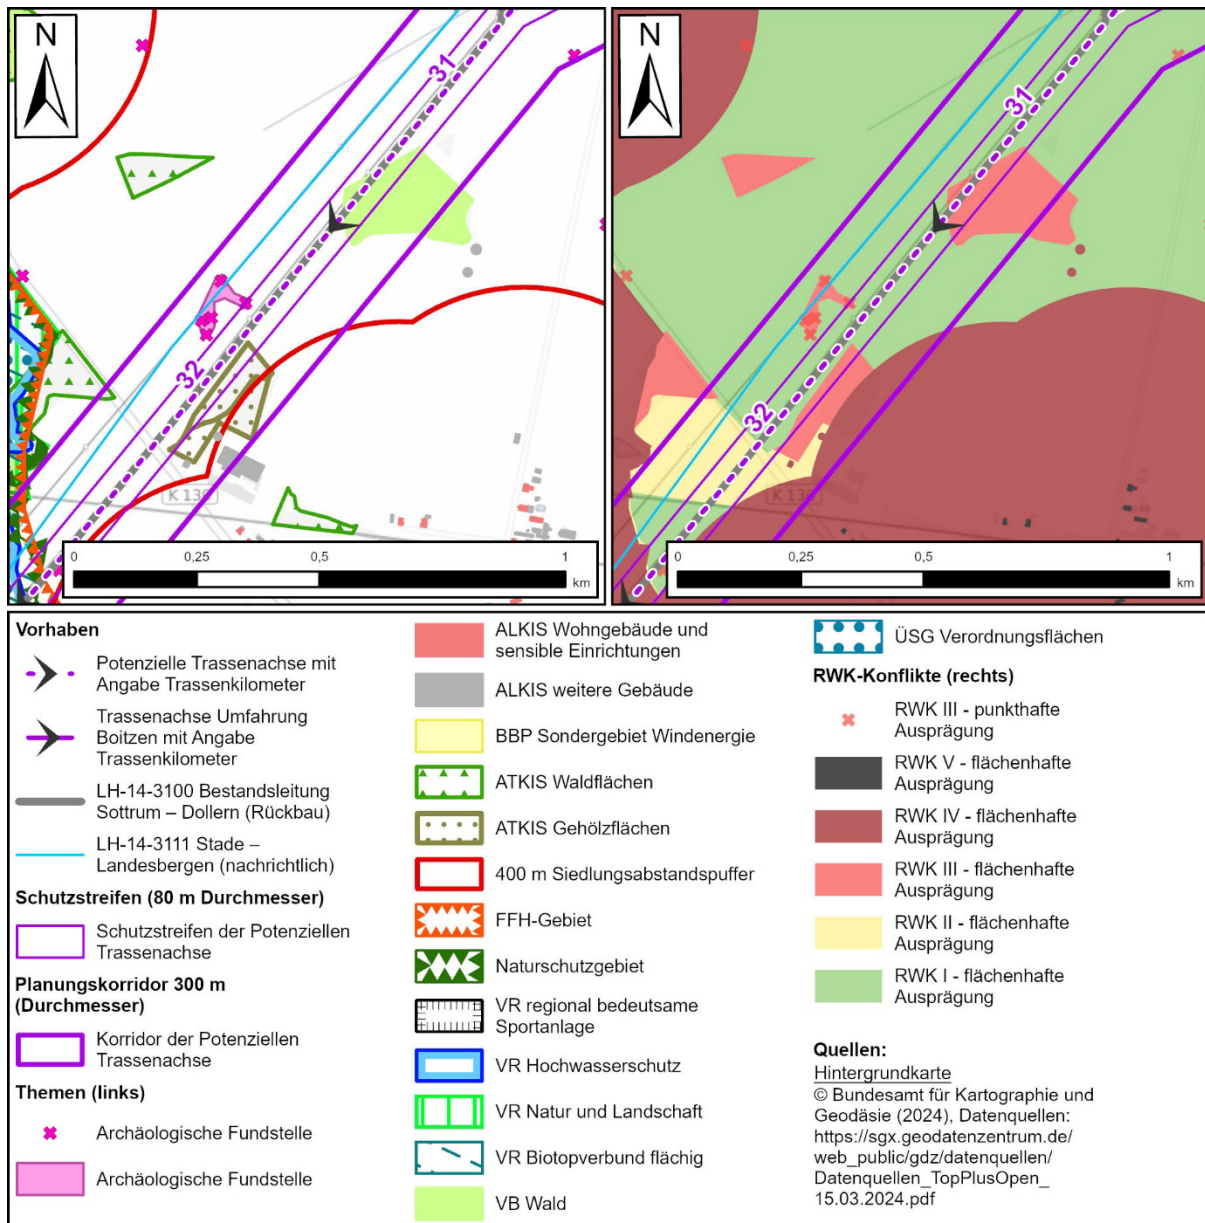 N
31
32
K 130
0
0,25
0,5
1
km
N
31
32
K 130
0
0,25
0,5
1
km
Vorhaben
Potenzielle Trassenachse mit
Angabe Trassenkilometer
Trassenachse Umfahrung
Boitzen mit Angabe
Trassenkilometer
LH-14-3100 Bestandsleitung
Sottrum – Dollern (Rückbau)
LH-14-3111 Stade –
Landesbergen (nachrichtlich)
Schutzstreifen (80 m Durchmesser)
Schutzstreifen der Potenziellen
Trassenachse
Planungskorridor 300 m
(Durchmesser)
Korridor der Potenziellen
Trassenachse
Themen (links)
Archäologische Fundstelle
Archäologische Fundstelle
ALKIS Wohngebäude und
sensible Einrichtungen
ALKIS weitere Gebäude
BBP Sondergebiet Windenergie
ATKIS Waldflächen
ATKIS Gehölzflächen
400 m Siedlungsabstandspuffer
FFH-Gebiet
Naturschutzgebiet
VR regional bedeutsame
Sportanlage
VR Hochwasserschutz
VR Natur und Landschaft
VR Biotopverbund flächig
VB Wald
ÜSG Verordnungsflächen
RWK-Konflikte (rechts)
RWK III - punkthafte
Ausprägung
RWK V - flächenhafte
Ausprägung
RWK IV - flächenhafte
Ausprägung
RWK III - flächenhafte
Ausprägung
RWK II - flächenhafte
Ausprägung
RWK I - flächenhafte
Ausprägung
Quellen:
Hintergrundkarte
© Bundesamt für Kartographie und
Geodäsie (2024), Datenquellen:
https://sgx.geodatenzentrum.de/
web_public/gdz/datenquellen/
Datenquellen_TopPlusOpen_
15.03.2024.pdf